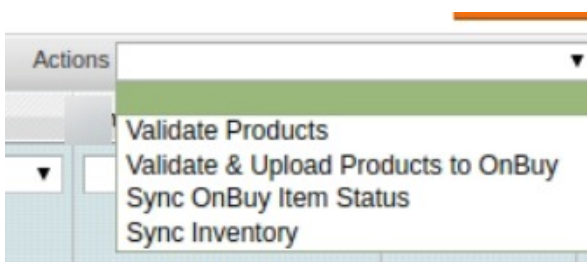 Actions
Validate Products
Validate & Upload Products to OnBuy
Sync OnBuy Item Status
Sync Inventory